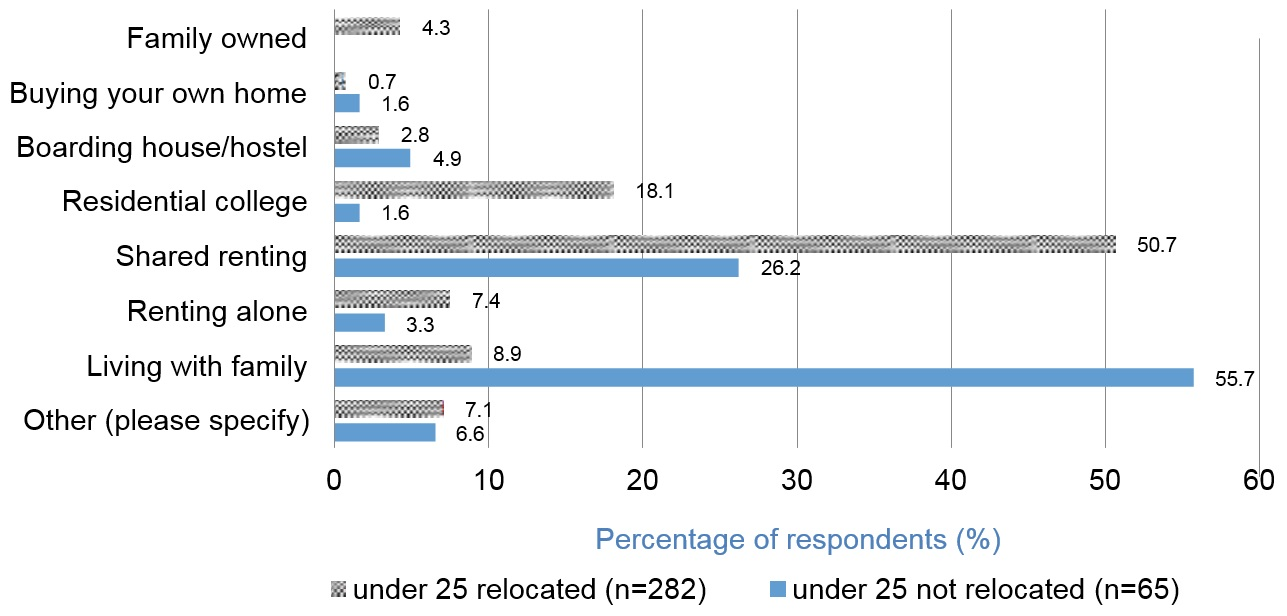 Family owned
4.3
Buying your own home
0.7
1.6
Boarding house/hostel
2.8
4.9
Residential college
18.1
1.6
Shared renting
50.7
26.2
Renting alone
7.4
3.3
Living with family
8.9
55.7
Other (please specify)
7.1
6.6
0 10 20 30 40 50 60
Percentage of respondents (%)
under 25 relocated (n=282) under 25 not relocated (n=65)